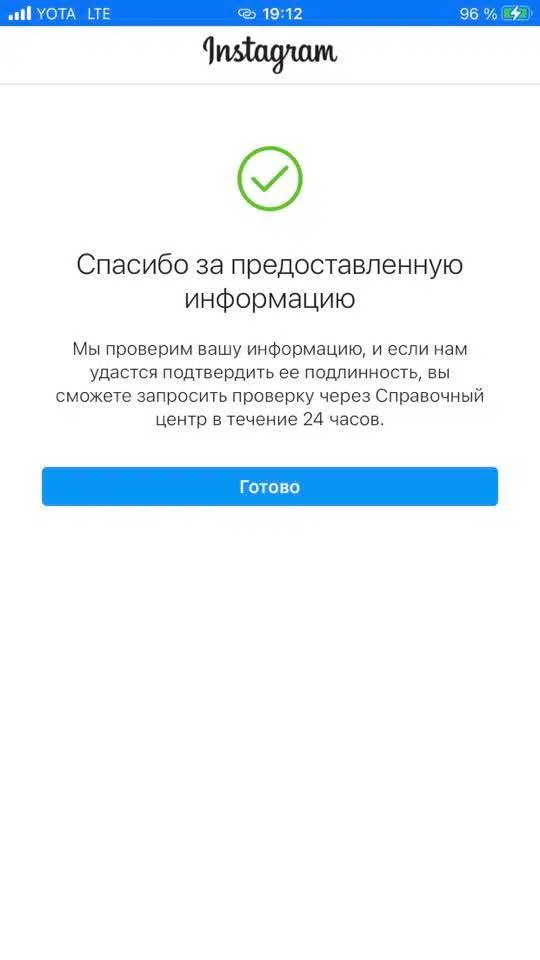 YOTA LTE 19:12 96 %
Instagram
Спасибо за предоставленную
информацию
Мы проверим вашу информацию, и если нам
удастся подтвердить ее подлинность, вы
сможете запросить проверку через Справочный
центр в течение 24 часов.
Готово